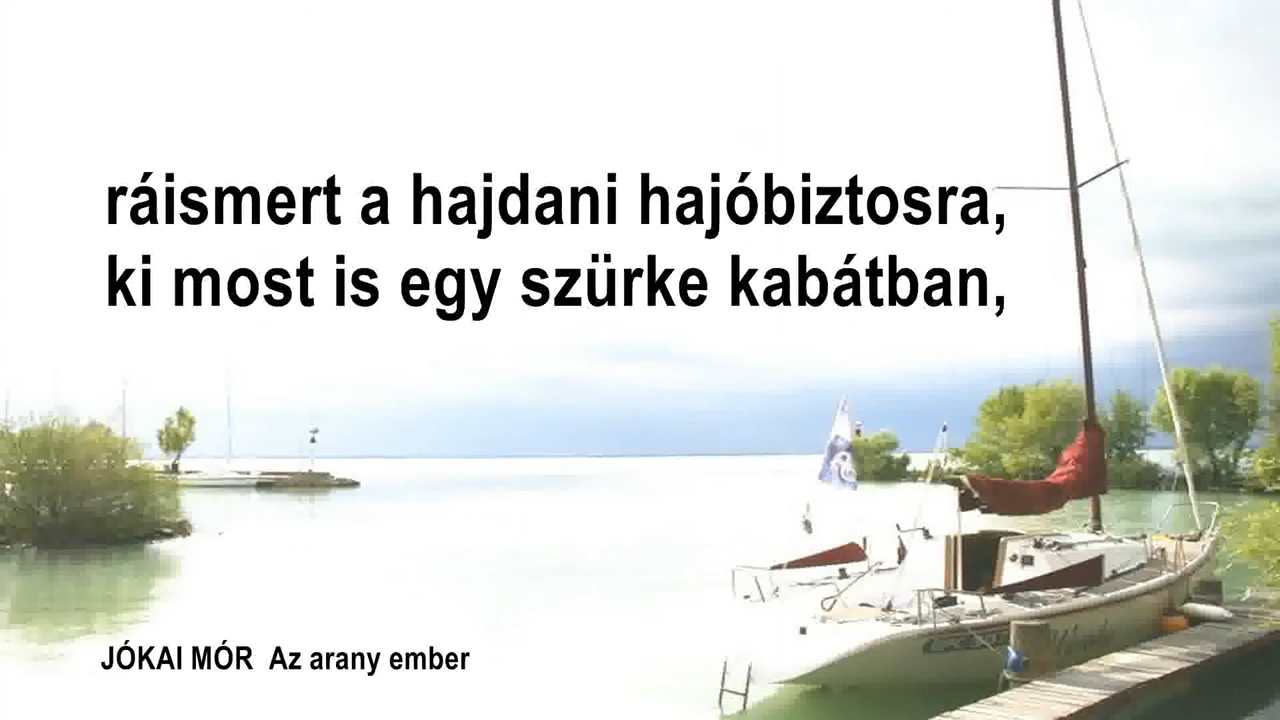 ráismert a hajdani hajóbiztosra,
ki most is egy szürke kabátban,
JÓKAI MÓR Az arany ember